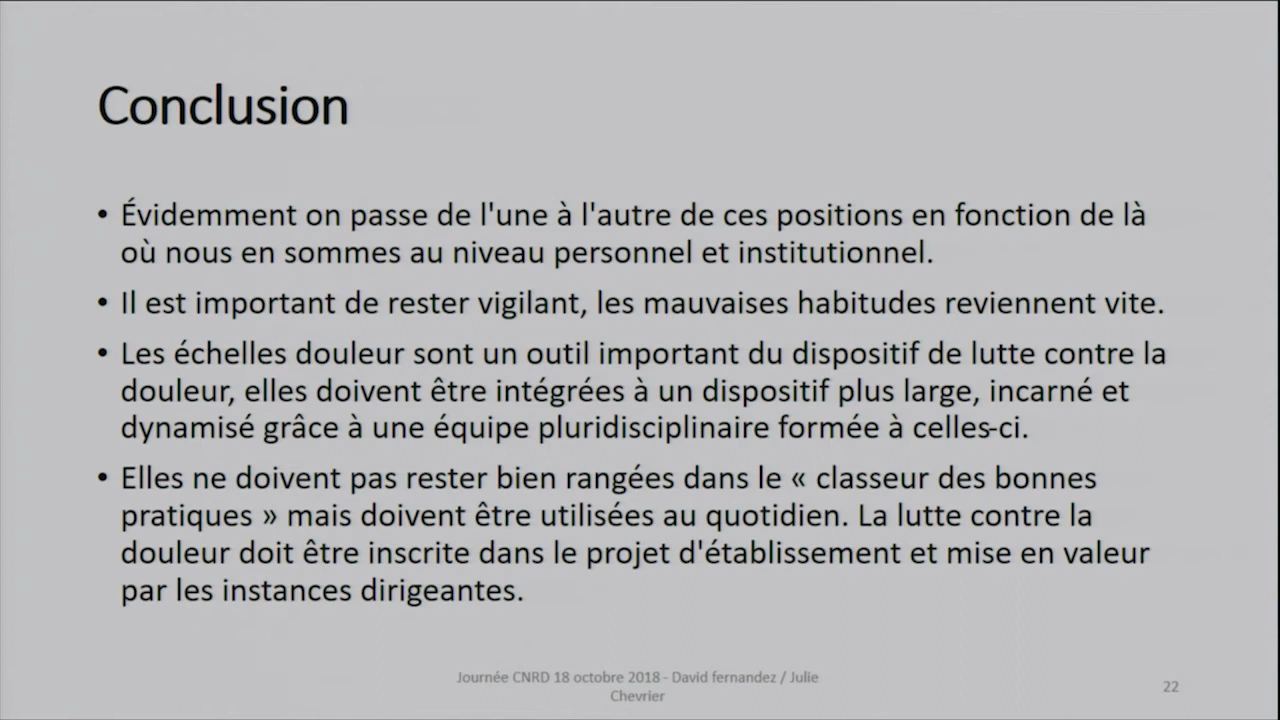 Conclusion
• Évidemment on passe de l'une à l'autre de ces positions en fonction de là
où nous en sommes au niveau personnel et institutionnel.
• Il est important de rester vigilant, les mauvaises habitudes reviennent vite.
• Les échelles douleur sont un outil important du dispositif de lutte contre la
douleur, elles doivent être intégrées à un dispositif plus large, incarné et
dynamisé grâce à une équipe pluridisciplinaire formée à celles-ci.
• Elles ne doivent pas rester bien rangées dans le « classeur des bonnes
pratiques » mais doivent être utilisées au quotidien. La lutte contre la
douleur doit être inscrite dans le projet d'établissement et mise en valeur
par les instances dirigeantes.
Journée CNRD 18 octobre 2018 - David fernandez / Julie
Chevrier
22